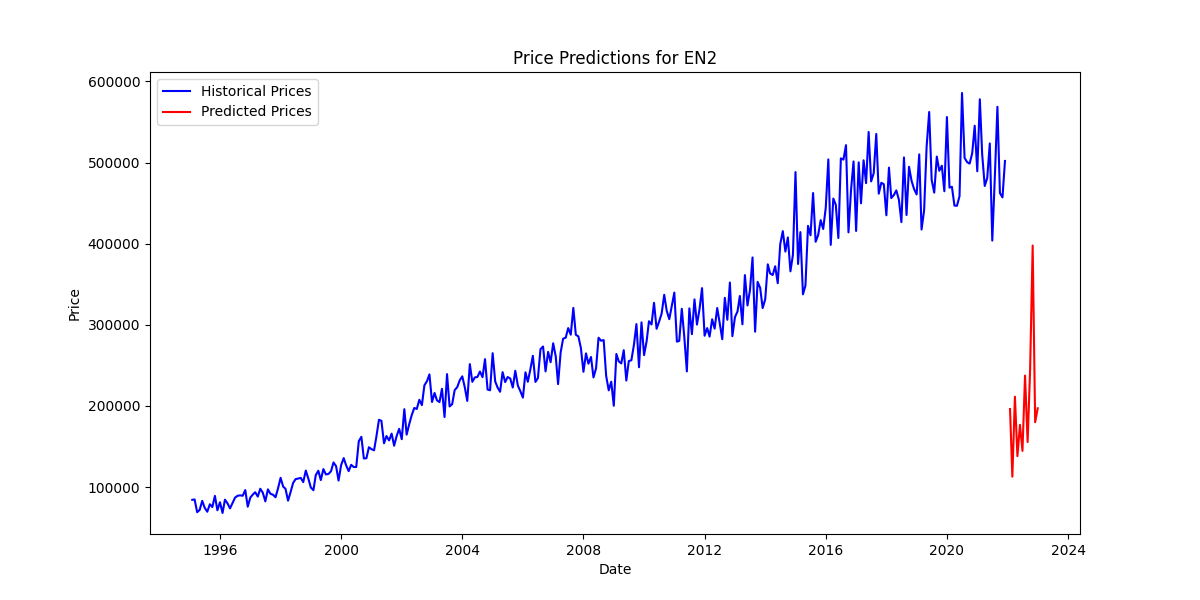 Price Predictions for EN2
Historical Prices
Predicted Prices
600000
500000
400000
300000
200000
100000
Price
1996
2000
2004
2008
2012
2016
2020
2024
Date